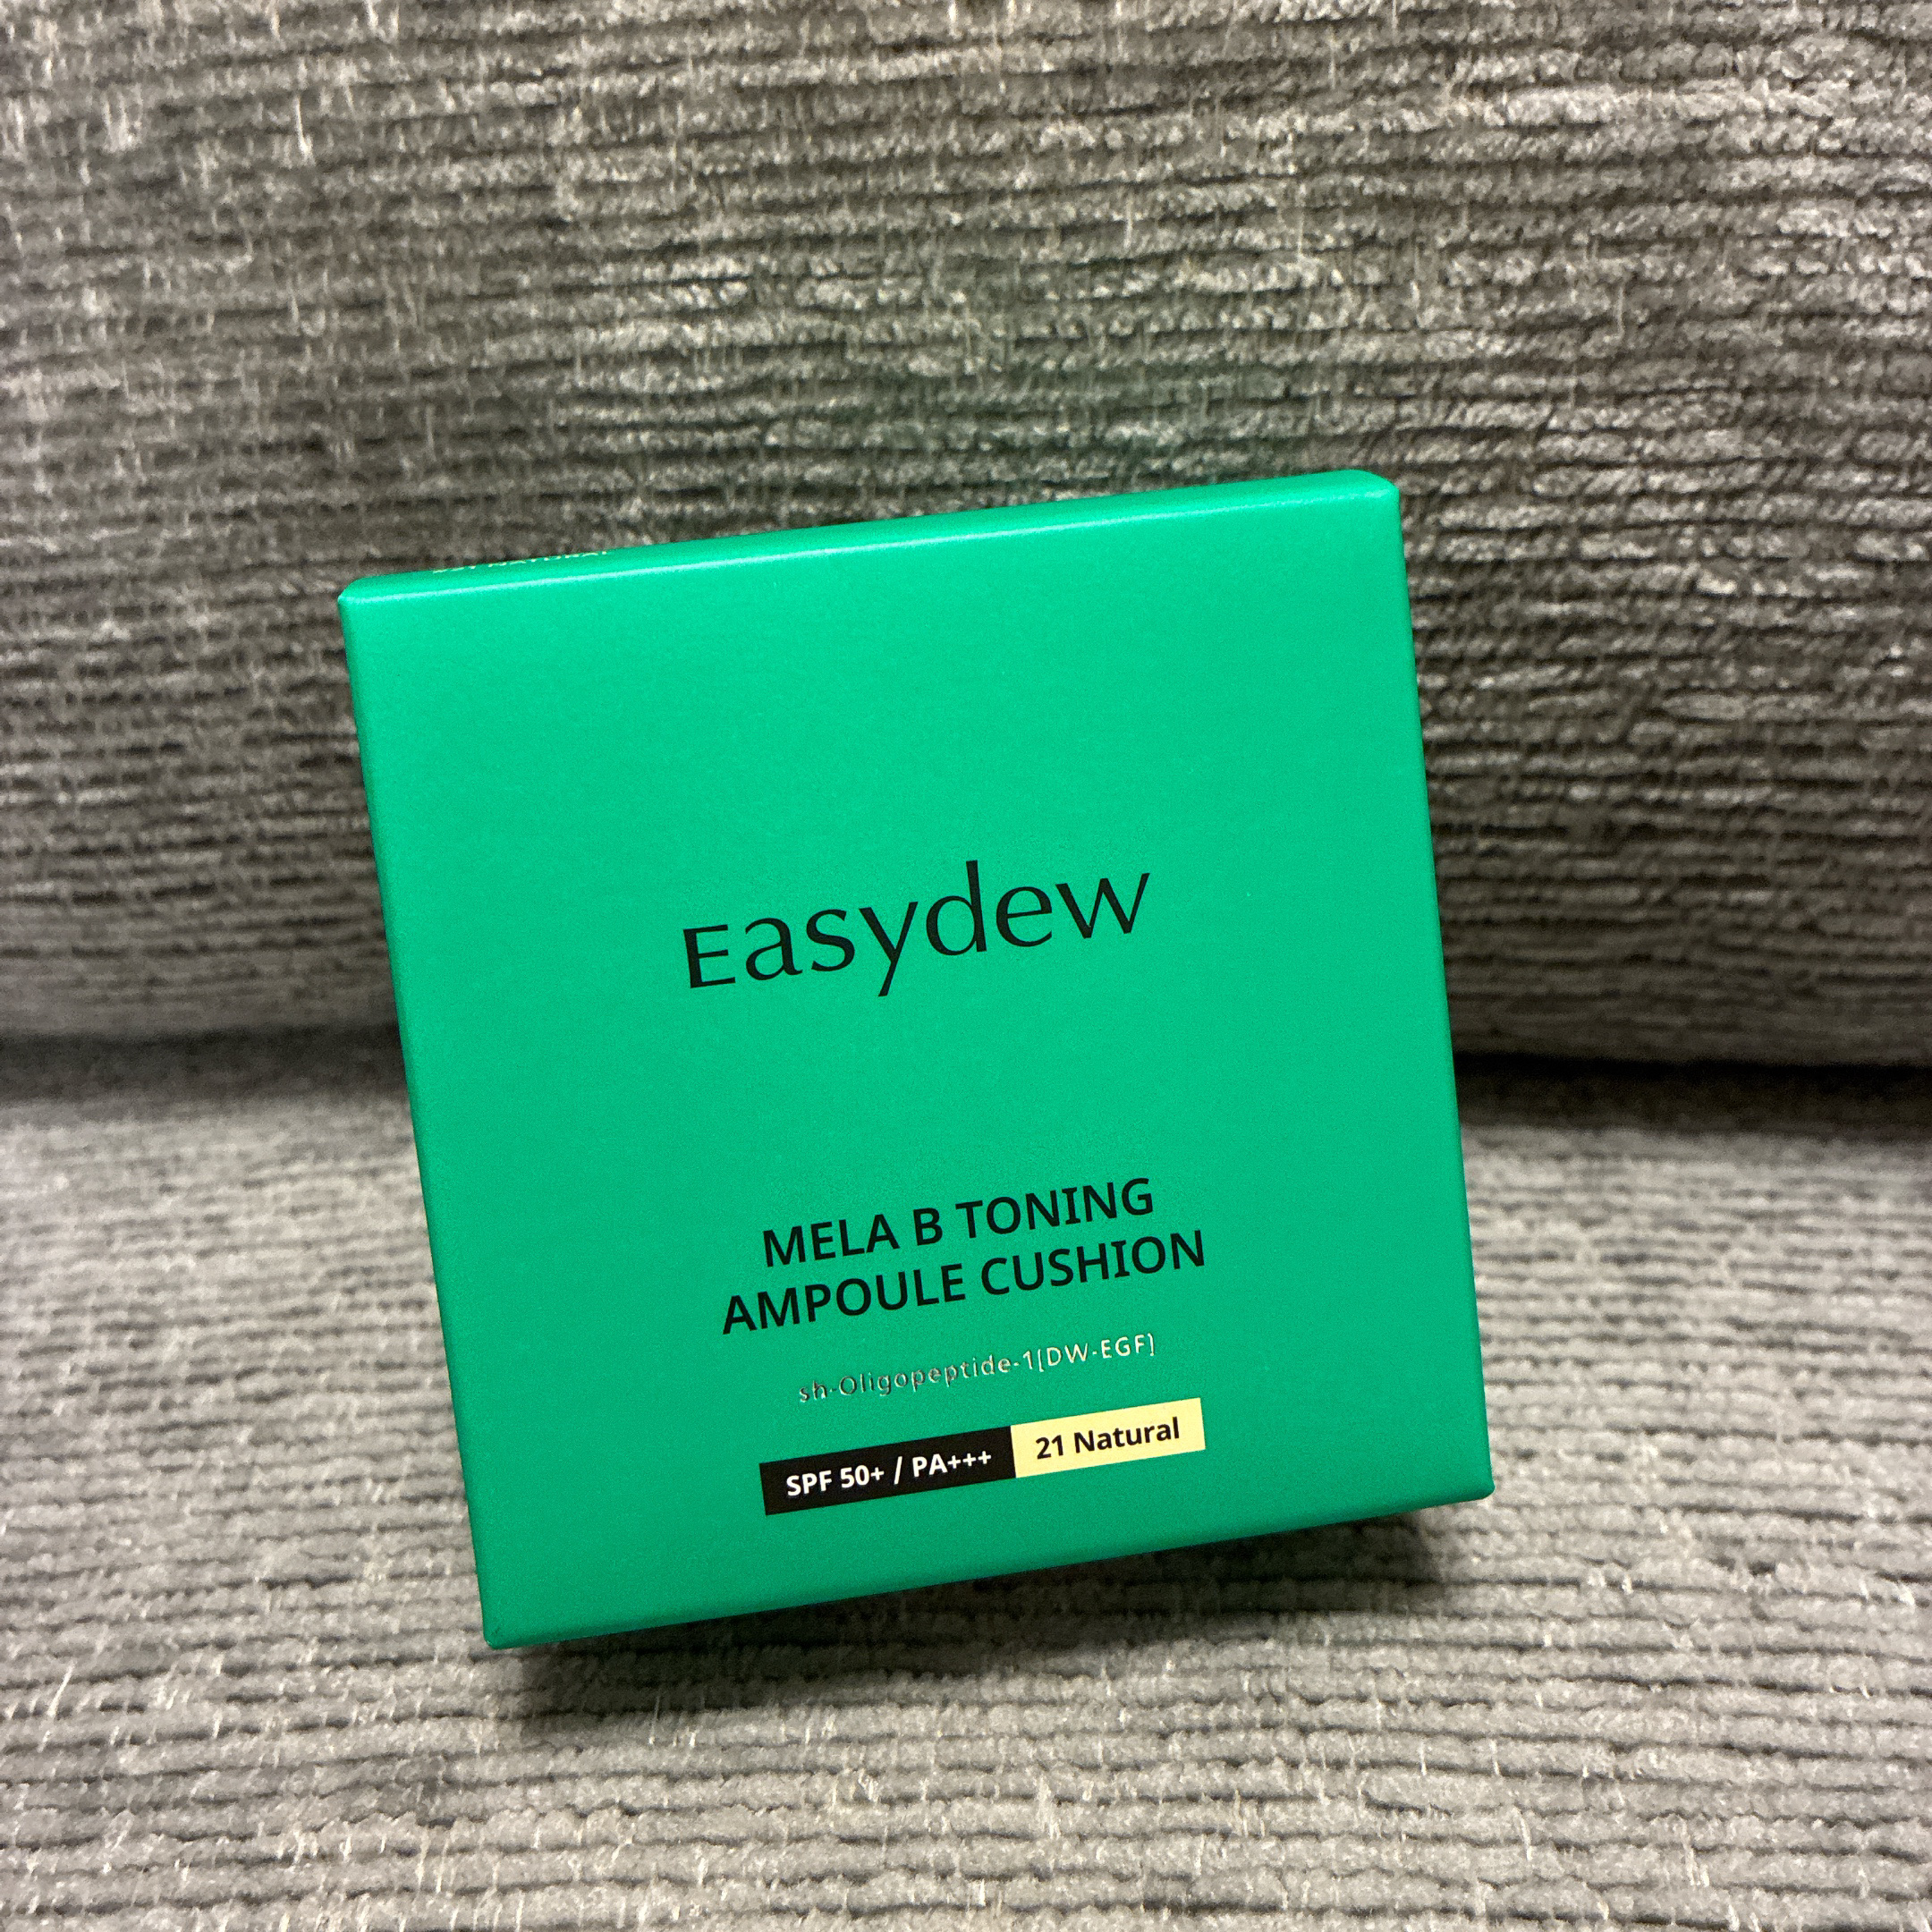 Easydew
MELA B TONING
AMPOULE CUSHION
sh-Oligopeptide-1[DW-EGF]
SPF 50+ / PA+++ 21 Natural